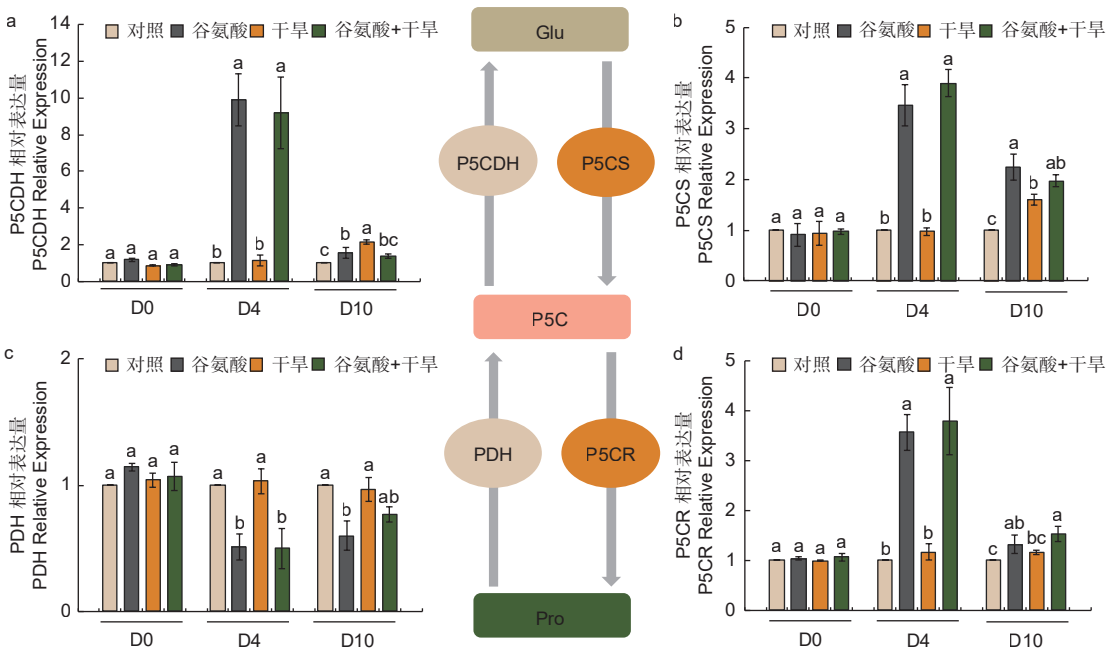 a
对照 谷氨酸 干旱 谷氨酸+干旱
P5CDH 相对表达量
P5CDH Relative Expression
14
12
10
8
6
4
2
0
a a a a
b a b a
c b a bc
D0 D4 D10
Glu
P5CDH P5CS
P5C
PDH P5CR
Pro
b
对照 谷氨酸 干旱 谷氨酸+干旱
P5CS 相对表达量
P5CS Relative Expression
5
4
3
2
1
0
a a a a
b a b a
c a b ab
D0 D4 D10
c
对照 谷氨酸 干旱 谷氨酸+干旱
PDH 相对表达量
PDH Relative Expression
2
1
0
a a a a
a b a b
a b a ab
D0 D4 D10
d
对照 谷氨酸 干旱 谷氨酸+干旱
P5CR 相对表达量
P5CR Relative Expression
5
4
3
2
1
0
a a a a
b a b a
c ab bc a
D0 D4 D10